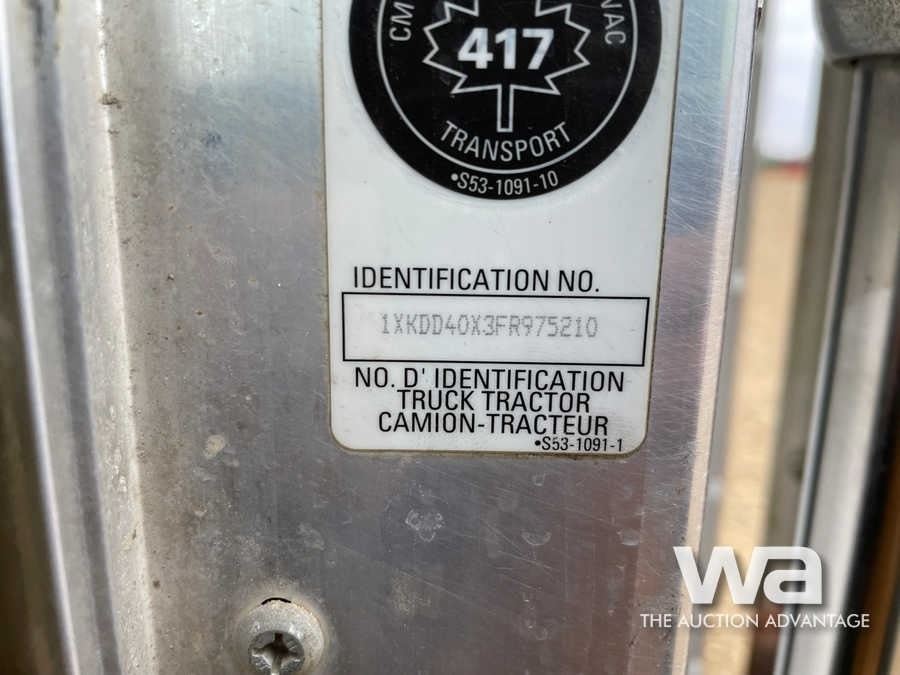 CM
NAC
417
TRANSPORT
•S53-1091-10
IDENTIFICATION NO.
1XKDD40X3FR975210
NO. D' IDENTIFICATION
TRUCK TRACTOR
CAMION-TRACTEUR
•S53-1091-1
wa
THE AUCTION ADVANTAGE